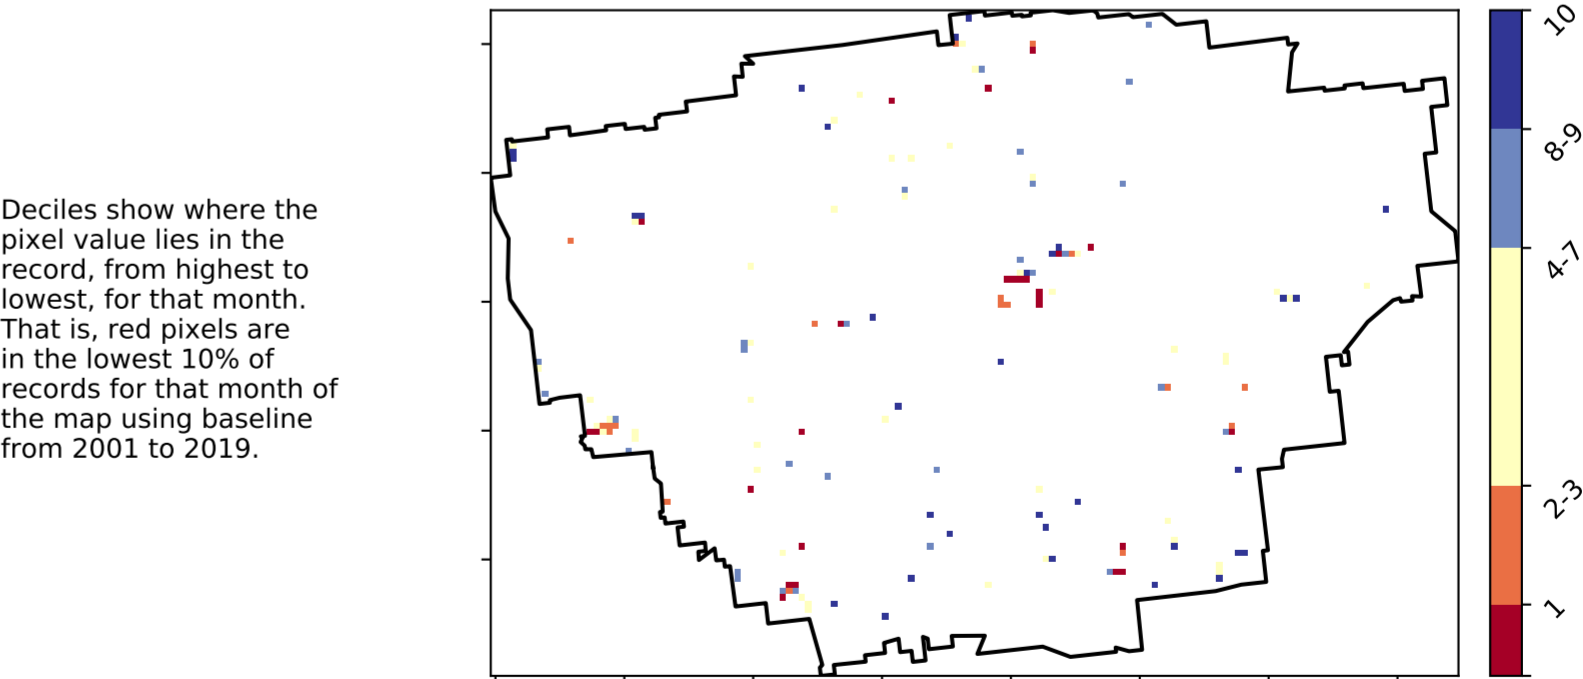 Deciles show where the
pixel value lies in the
record, from highest to
lowest, for that month.
That is, red pixels are
in the lowest 10% of
records for that month of
the map using baseline
from 2001 to 2019.
10
8-9
4-7
2-3
1